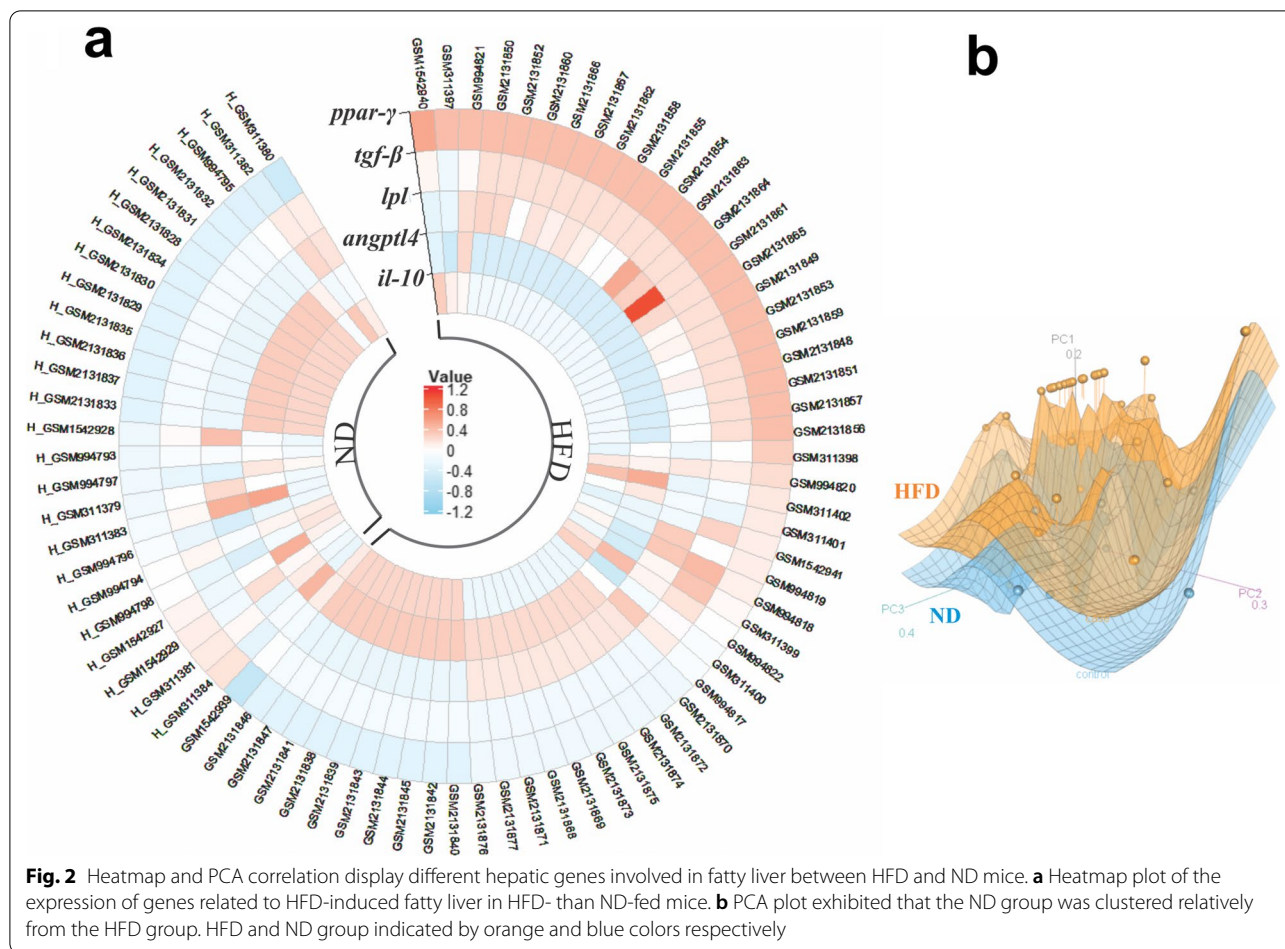 a
b
GSM1542940
GSM311397
GSM994821
GSM2131850
GSM2131852
GSM2131860
GSM2131866
GSM2131867
GSM2131862
GSM2131858
GSM2131855
GSM2131854
GSM2131863
GSM2131864
GSM2131861
GSM2131865
GSM2131849
GSM2131853
GSM2131859
GSM2131848
GSM2131851
GSM2131857
GSM2131856
GSM311398
GSM994820
GSM311402
GSM311401
GSM1542941
GSM994819
GSM994818
GSM311399
GSM994822
GSM311400
GSM994817
GSM2131870
GSM2131872
GSM2131874
GSM2131875
GSM2131873
GSM2131869
GSM2131868
GSM2131871
GSM2131877
GSM2131876
GSM2131840
GSM2131842
GSM2131845
GSM2131844
GSM2131843
GSM2131839
GSM2131838
GSM2131841
GSM2131847
GSM2131846
GSM1542939
H_GSM311384
H_GSM311381
H_GSM1542929
H_GSM1542927
H_GSM994798
H_GSM994794
H_GSM994796
H_GSM311383
H_GSM311379
H_GSM994797
H_GSM994793
H_GSM1542928
H_GSM2131833
H_GSM2131837
H_GSM2131836
H_GSM2131835
H_GSM2131829
H_GSM2131830
H_GSM2131834
H_GSM2131828
H_GSM2131831
H_GSM2131832
H_GSM994795
H_GSM311382
H_GSM311380
ppar-γ
tgf-β
lpl
angptl4
il-10
Value
1.2
0.8
0.4
0
-0.4
-0.8
-1.2
ND
HFD
PC1
0.2
HFD
PC3
0.4
ND
PC2
0.3
control
Fig. 2 Heatmap and PCA correlation display different hepatic genes involved in fatty liver between HFD and ND mice. a Heatmap plot of the
expression of genes related to HFD-induced fatty liver in HFD- than ND-fed mice. b PCA plot exhibited that the ND group was clustered relatively
from the HFD group. HFD and ND group indicated by orange and blue colors respectively